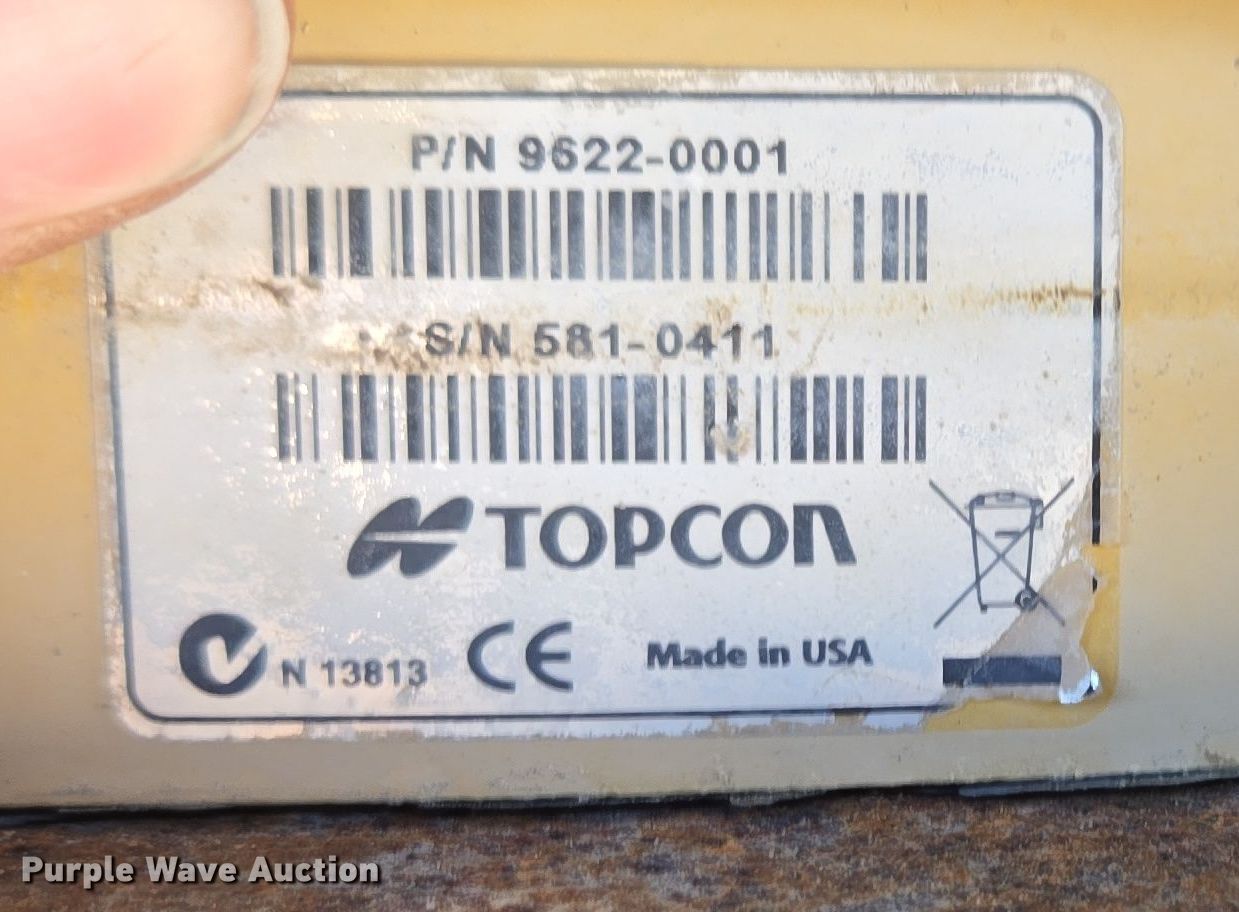 P/N 9622-0001
S/N 581-0411
TOPCON
N 13813 CE Made in USA
Purple Wave Auction